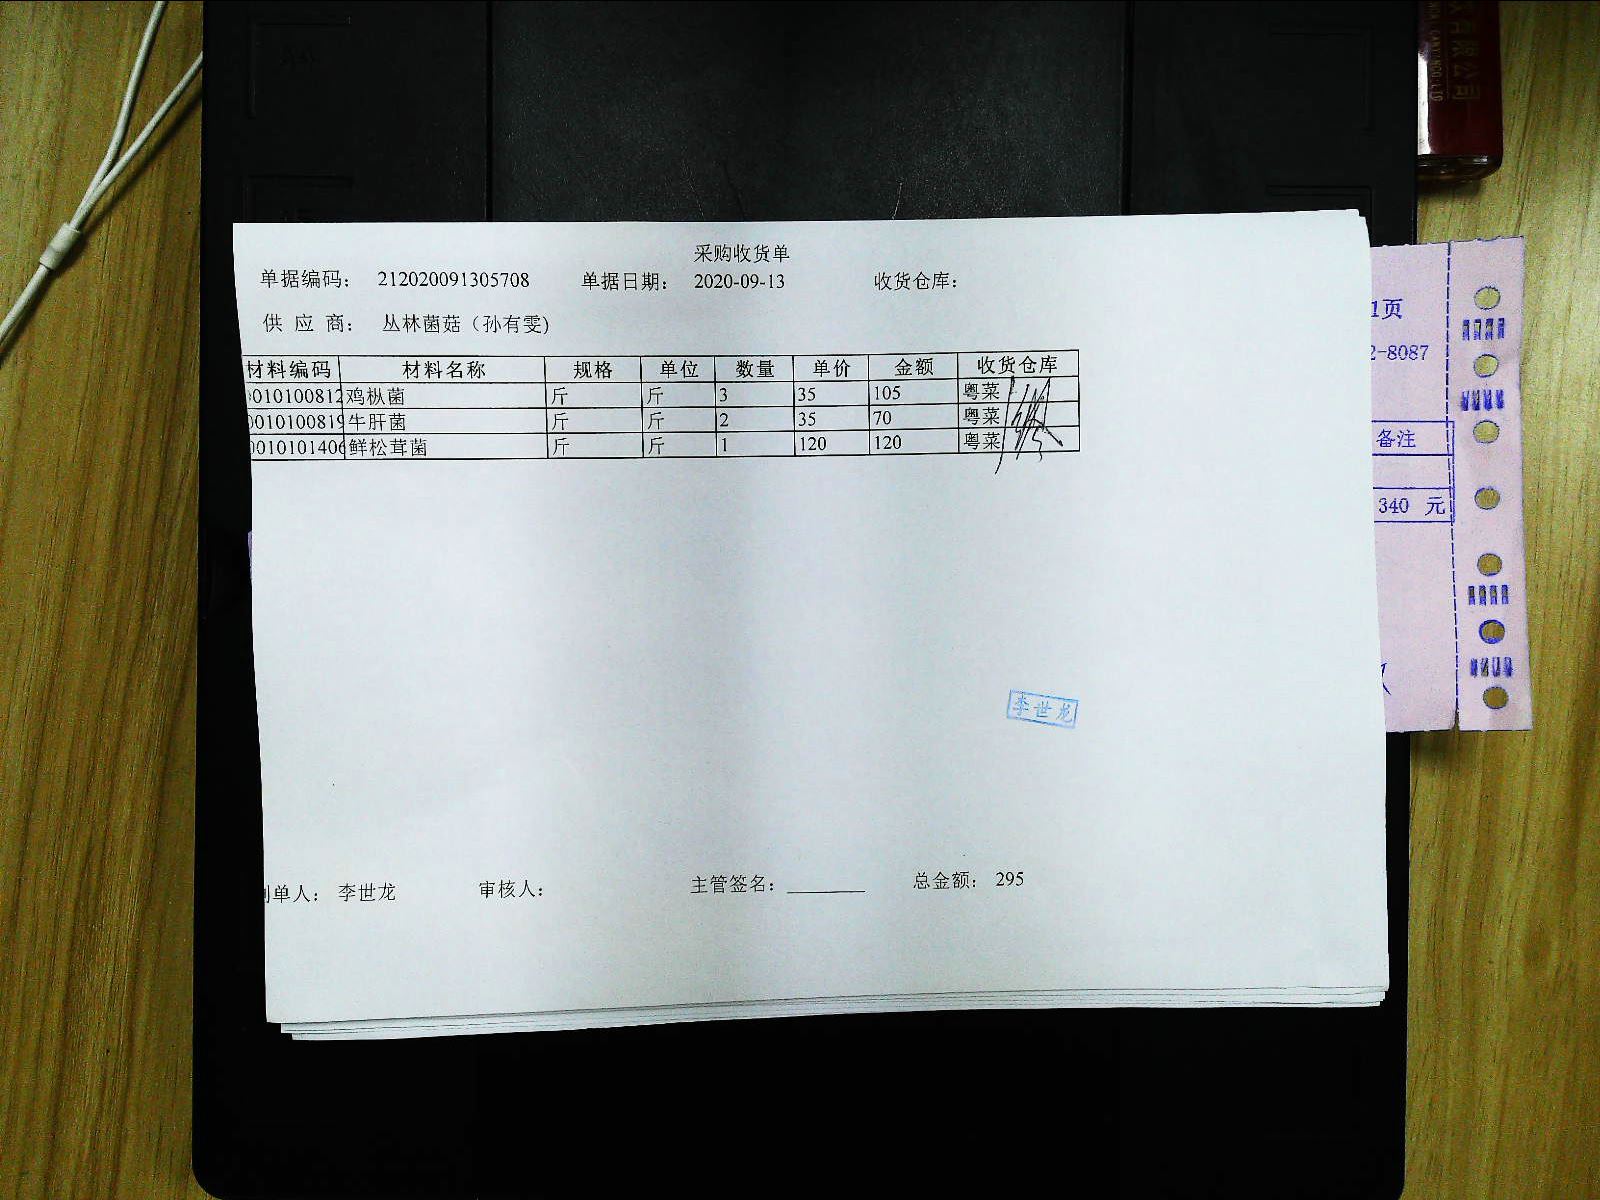 采购收货单
单据编码： 212020091305708 单据日期： 2020-09-13 收货仓库：
供 应 商： 丛林菌菇（孙有雯)
材料编码 材料名称 规格 单位 数量 单价 金额 收货仓库
010100812 鸡枞菌 斤 斤 3 35 105 粤菜
010100819 牛肝菌 斤 斤 2 35 70 粤菜
010101406 鲜松茸菌 斤 斤 1 120 120 粤菜
李世龙
制单人： 李世龙 审核人： 主管签名： 总金额： 295
1页
2-8087
备注
340 元
有限公司